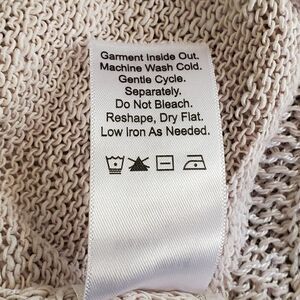 Garment Inside Out.
Machine Wash Cold.
Gentle Cycle.
Separately.
Do Not Bleach.
Reshape, Dry Flat.
Low Iron As Needed.